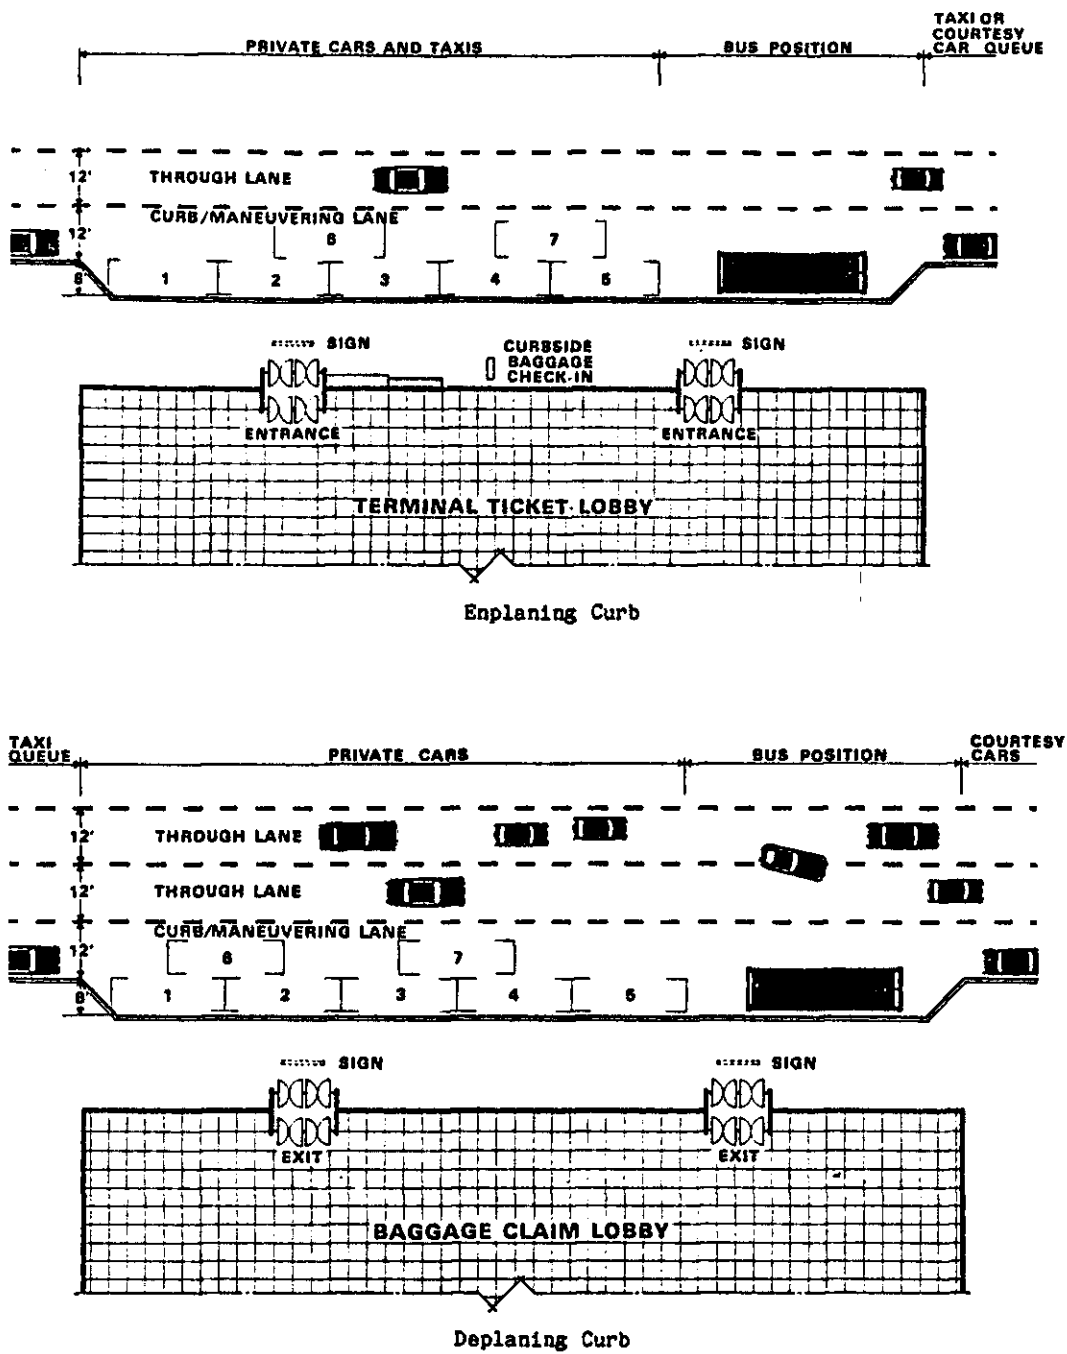 PRIVATE CARS AND TAXIS
BUS POSITION
TAXI OR
COURTESY
CAR QUEUE
12'
THROUGH LANE
12'
CURB/MANEUVERING LANE
6
7
8'
1
2
3
4
5
SIGN
CURBSIDE
BAGGAGE
CHECK-IN
SIGN
ENTRANCE
ENTRANCE
TERMINAL TICKET LOBBY
Enplaning Curb
TAXI
QUEUE
PRIVATE CARS
BUS POSITION
COURTESY
CARS
12'
THROUGH LANE
12'
THROUGH LANE
12'
CURB/MANEUVERING LANE
6
7
8'
1
2
3
4
5
SIGN
SIGN
EXIT
EXIT
BAGGAGE CLAIM LOBBY
Deplaning Curb